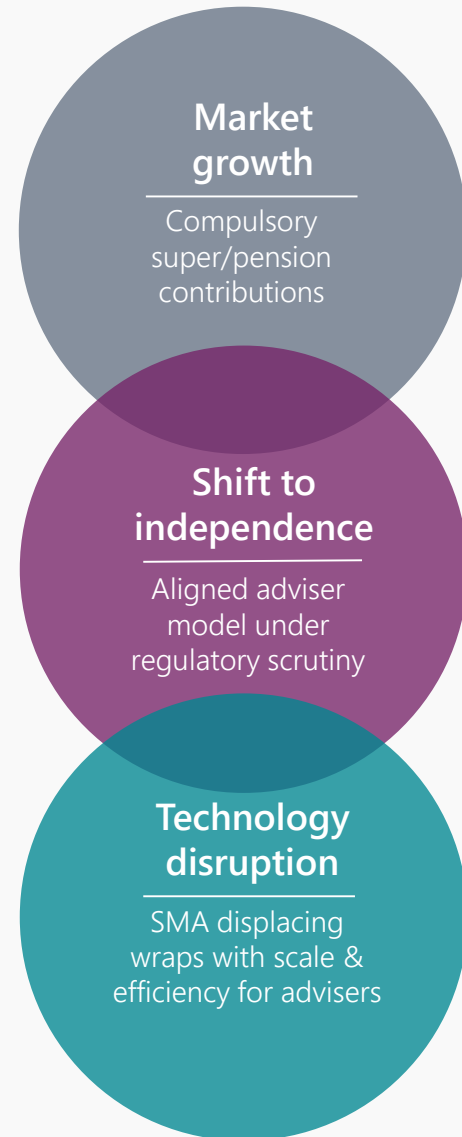 Market
growth
Compulsory
super/pension
contributions
Shift to
independence
Aligned adviser
model under
regulatory scrutiny
Technology
disruption
SMA displacing
wraps with scale &
efficiency for advisers